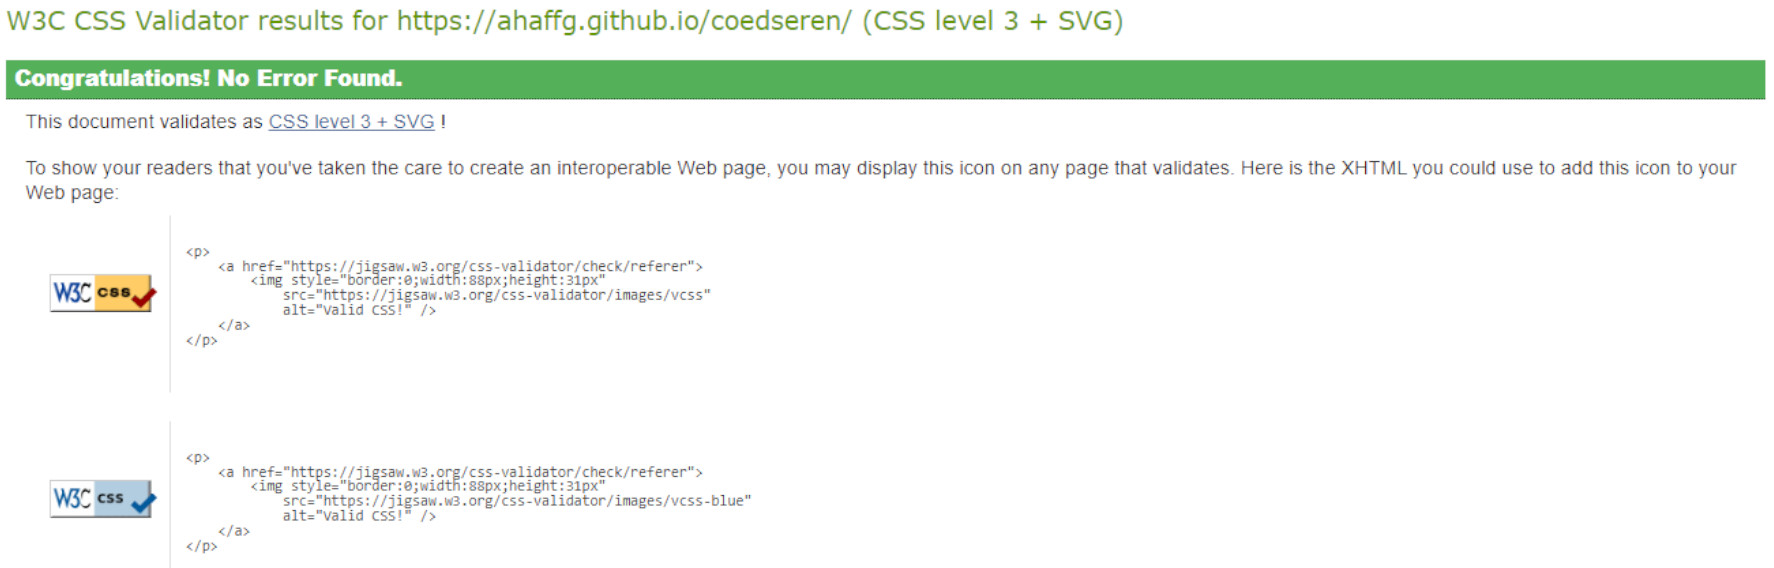 W3C CSS Validator results for https://ahaffg.github.io/coedseren/ (CSS level 3 + SVG)
Congratulations! No Error Found.
This document validates as CSS level 3 + SVG !
To show your readers that you've taken the care to create an interoperable Web page, you may display this icon on any page that validates. Here is the XHTML you could use to add this icon to your
Web page:
<p>
<a href="https://jigsaw.w3.org/css-validator/check/referer">
<img style="border:0;width:88px;height:31px"
W3C css
src="https://jigsaw.w3.org/css-validator/images/vcss"
alt="Valid CSS!" />
</a>
</p>
<p>
<a href="https://jigsaw.w3.org/css-validator/check/referer">
<img style="border:0;width:88px;height:31px"
W3C css
src="https://jigsaw.w3.org/css-validator/images/vcss-blue"
alt="Valid CSS!" />
</a>
</p>